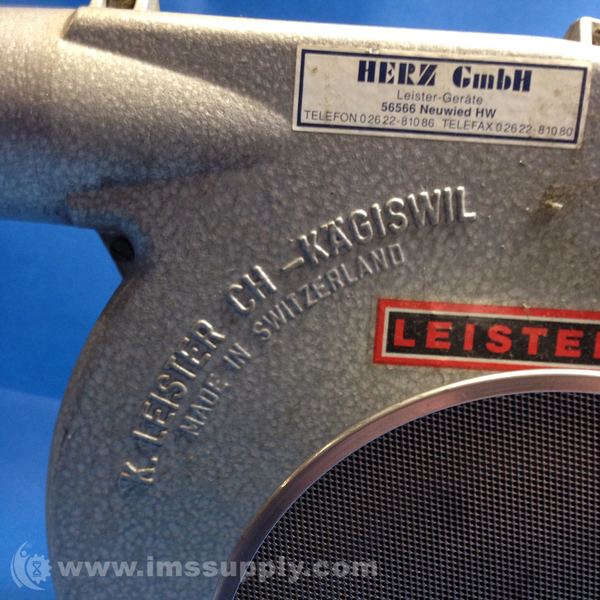 HERZ GmbH
Leister-Geräte
56566 Neuwied HW
TELEFON 02622-81086 TELEFAX 02622-81080
K. LEISTER CH-KÄGISWIL
MADE IN SWITZERLAND
LEISTE
www.imssupply.com